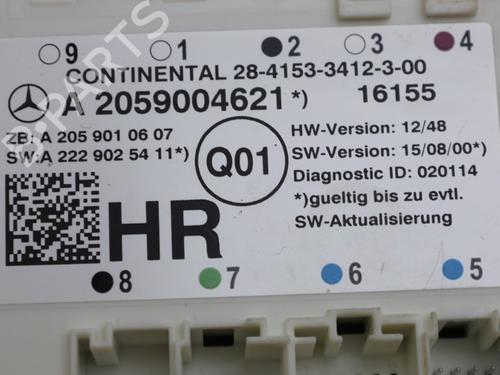 9 1 2 3 4
CONTINENTAL 28-4153-3412-3-00
A 2059004621*) 16155
ZB: A 205 901 06 07
SW:A 222 902 54 11*)
Q01
HW-Version: 12/48
SW-Version: 15/08/00*)
Diagnostic ID: 020114
*)gueltig bis zu evtl.
SW-Aktualisierung
HR
8 7 6 5
B-PARTS